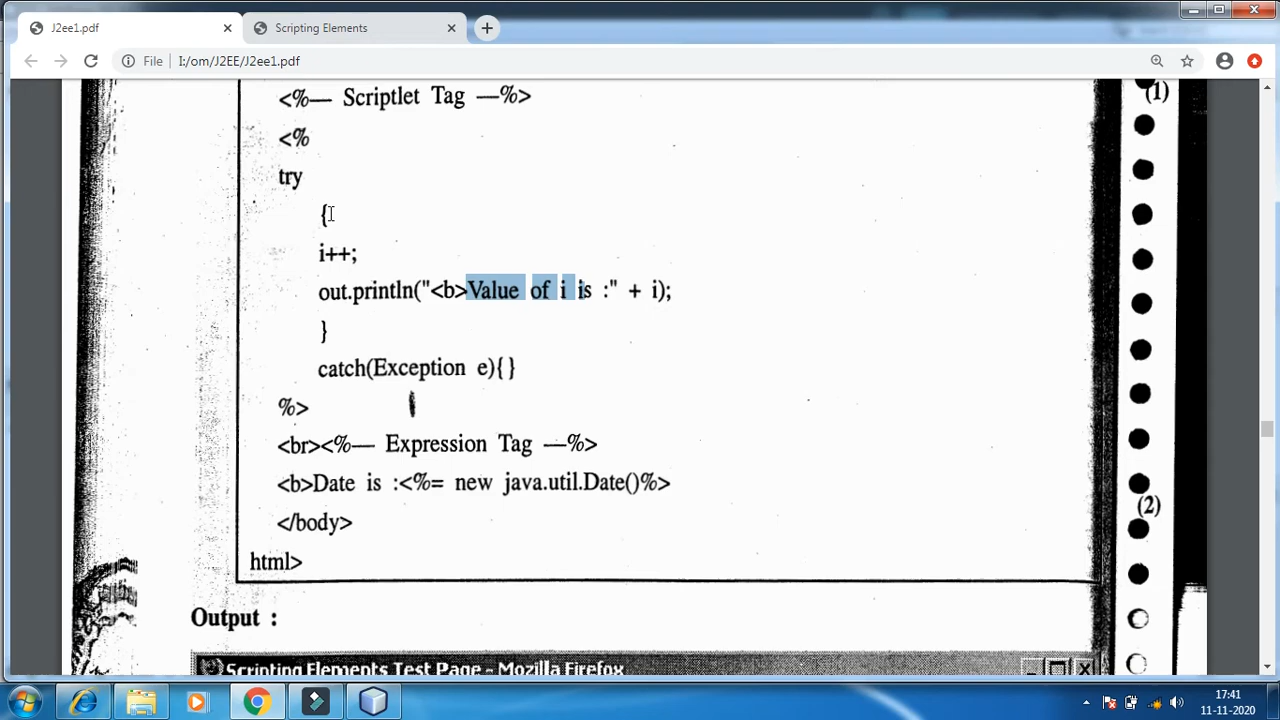 J2ee1.pdf
Scripting Elements
File
I:/om/J2EE/J2ee1.pdf
<%— Scriptlet Tag —%>
(1)
<%
try
{
i++;
out.println("<b>Value of i is :" + i);
}
catch(Exception e){ }
%>
<br><%— Expression Tag —%>
<b>Date is :<%= new java.util.Date()%>
(2)
</body>
html>
Output :
Scripting Elements Test Page - Mozilla Firefox
17:41
11-11-2020